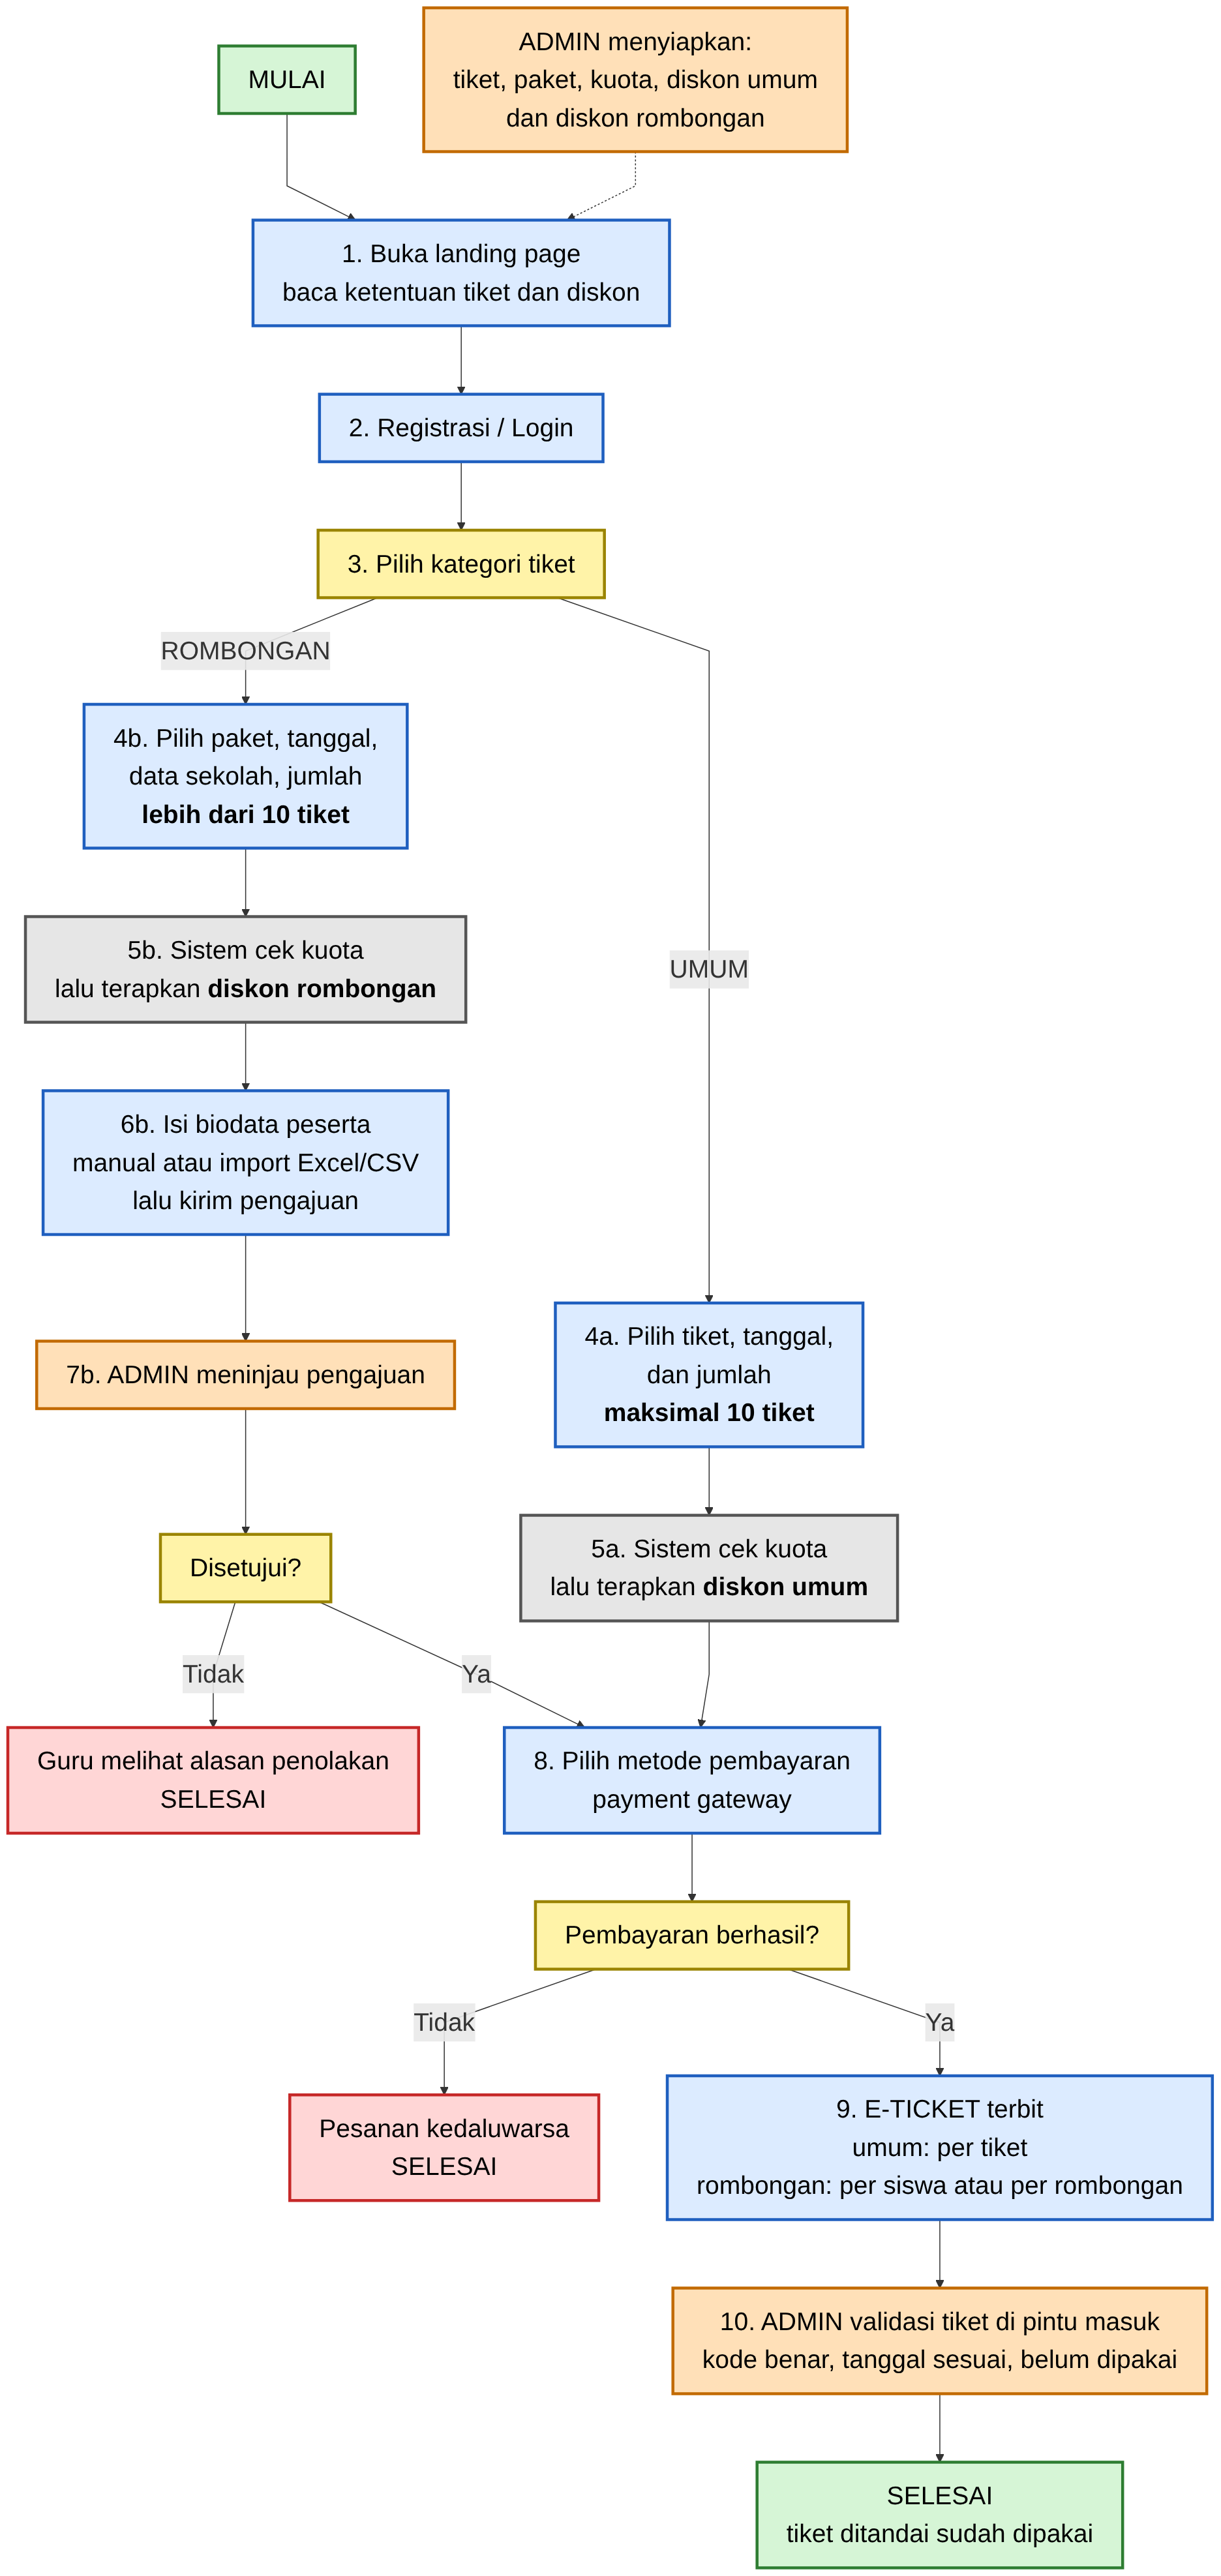 MULAI
ADMIN menyiapkan:
tiket, paket, kuota, diskon umum
dan diskon rombongan
1. Buka landing page
baca ketentuan tiket dan diskon
2. Registrasi / Login
3. Pilih kategori tiket
ROMBONGAN
4b. Pilih paket, tanggal,
data sekolah, jumlah
lebih dari 10 tiket
5b. Sistem cek kuota
lalu terapkan diskon rombongan
UMUM
6b. Isi biodata peserta
manual atau import Excel/CSV
lalu kirim pengajuan
7b. ADMIN meninjau pengajuan
4a. Pilih tiket, tanggal,
dan jumlah
maksimal 10 tiket
Disetujui?
5a. Sistem cek kuota
lalu terapkan diskon umum
Tidak
Ya
Guru melihat alasan penolakan
SELESAI
8. Pilih metode pembayaran
payment gateway
Pembayaran berhasil?
Tidak
Ya
Pesanan kedaluwarsa
SELESAI
9. E-TICKET terbit
umum: per tiket
rombongan: per siswa atau per rombongan
10. ADMIN validasi tiket di pintu masuk
kode benar, tanggal sesuai, belum dipakai
SELESAI
tiket ditandai sudah dipakai